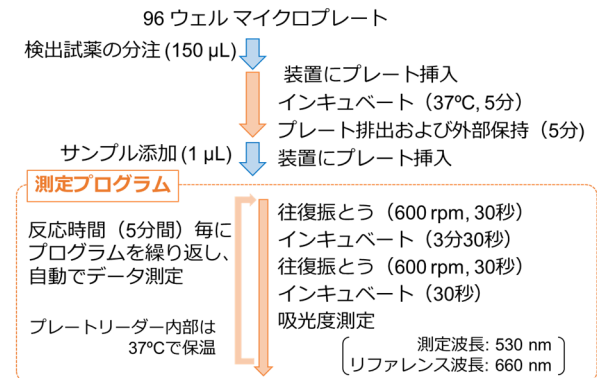 96 ウェル マイクロプレート
検出試薬の分注 (150 µL)
装置にプレート挿入
インキュベート（37ºC, 5分）
プレート排出および外部保持（5分)
サンプル添加 (1 µL)
装置にプレート挿入
測定プログラム
反応時間（5分間）毎に
プログラムを繰り返し、
自動でデータ測定
プレートリーダー内部は
37ºCで保温
往復振とう（600 rpm, 30秒）
インキュベート（3分30秒）
往復振とう（600 rpm, 30秒）
インキュベート（30秒）
吸光度測定
測定波長: 530 nm
リファレンス波長: 660 nm